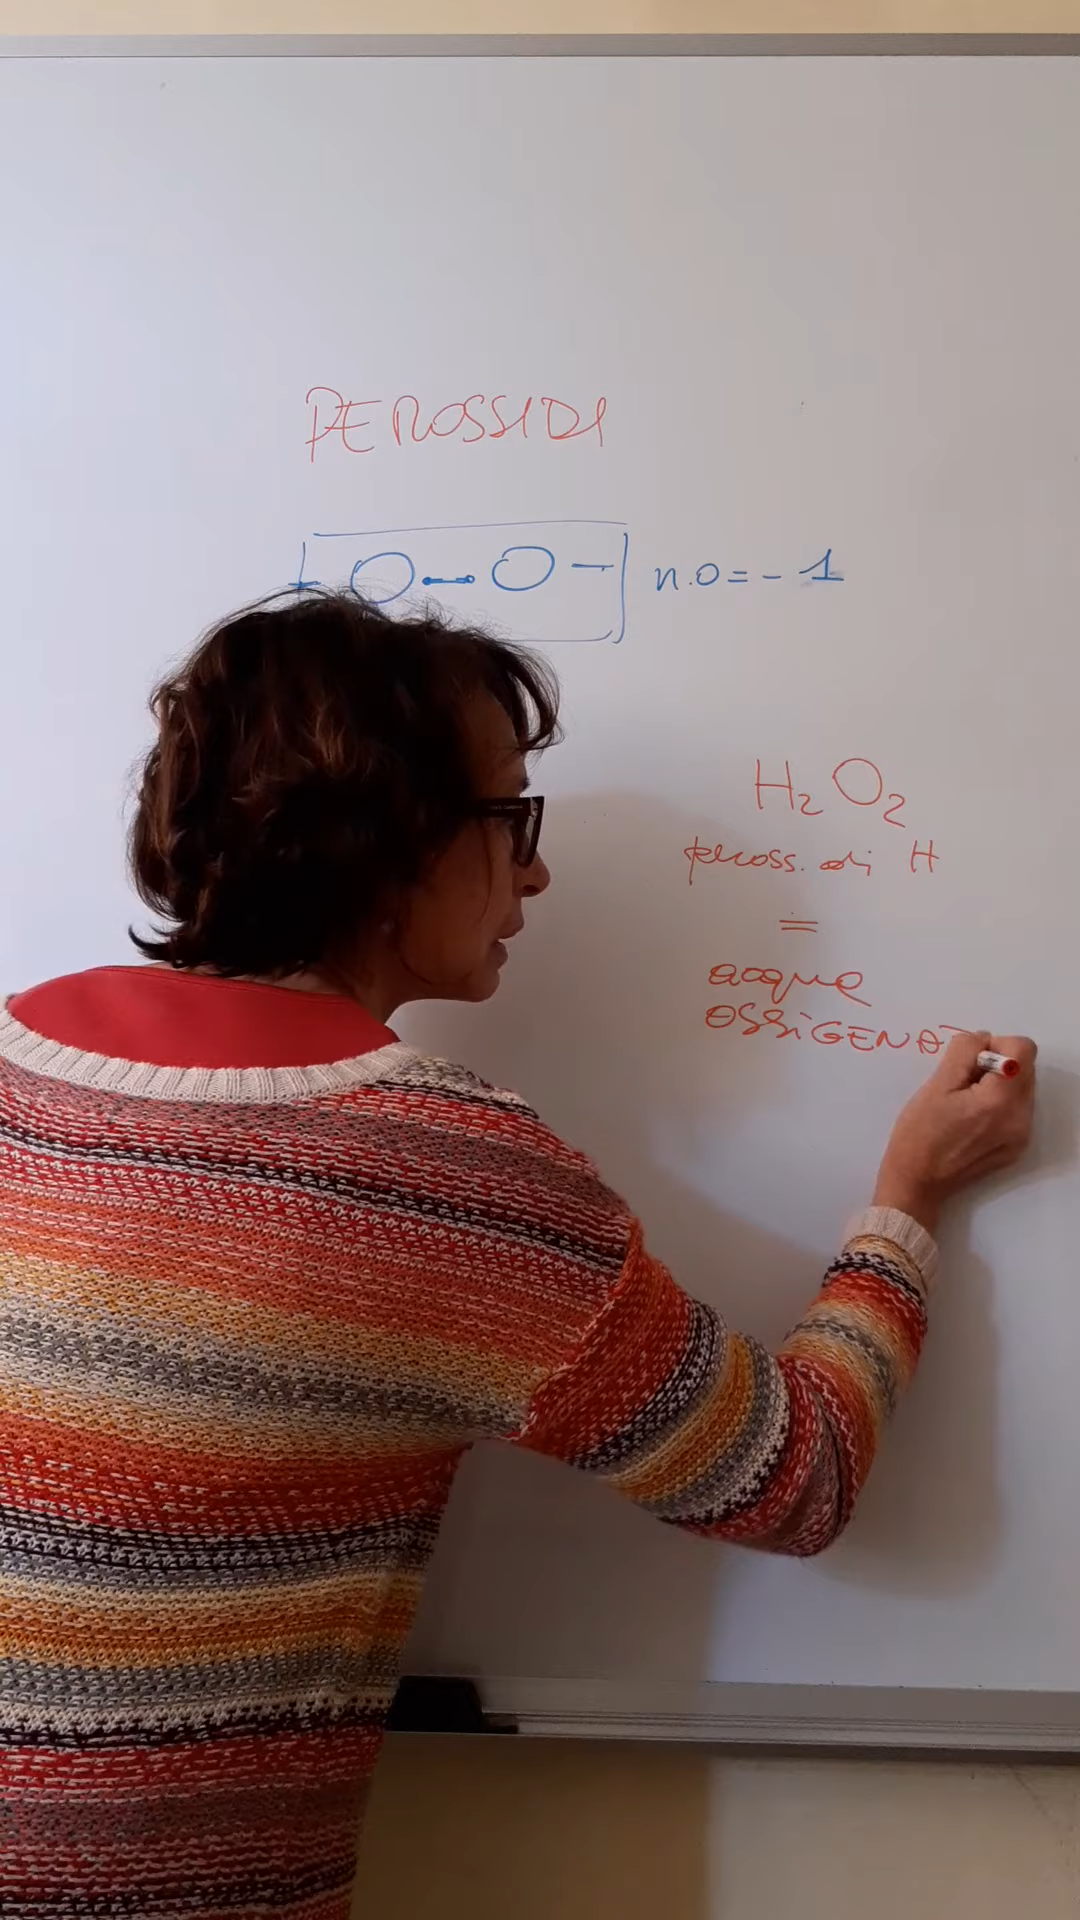 PEROSSIDI
- O - O - n.o = - 1
H₂O₂
peross. di H
=
acqua
OSSIGENAT